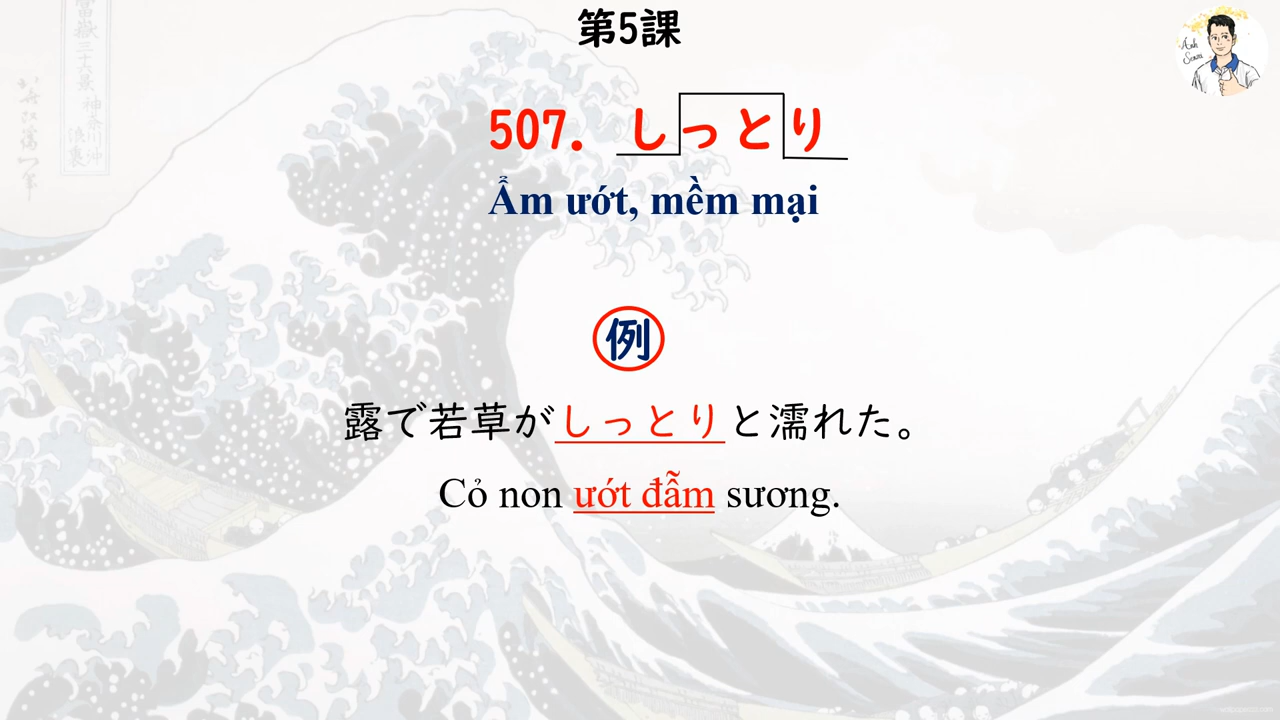 第5課
507. しっとり
Ẩm ướt, mềm mại
例
露で若草がしっとりと濡れた。
Cỏ non ướt đẫm sương.